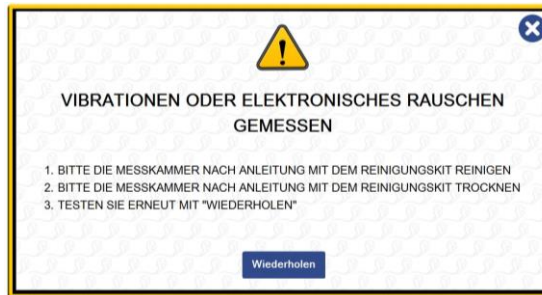 VIBRATIONEN ODER ELEKTRONISCHES RAUSCHEN
GEMESSEN
1. BITTE DIE MESSKAMMER NACH ANLEITUNG MIT DEM REINIGUNGSKIT REINIGEN
2. BITTE DIE MESSKAMMER NACH ANLEITUNG MIT DEM REINIGUNGSKIT TROCKNEN
3. TESTEN SIE ERNEUT MIT "WIEDERHOLEN"
Wiederholen